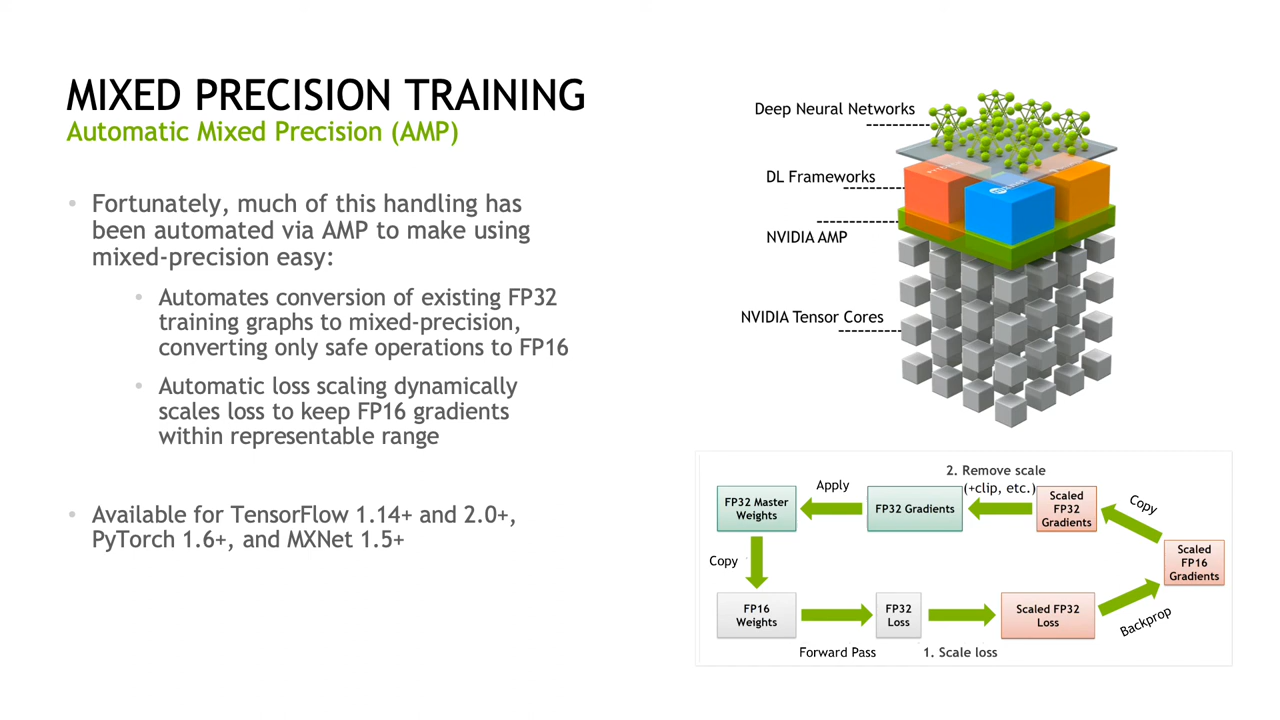 MIXED PRECISION TRAINING
Automatic Mixed Precision (AMP)
• Fortunately, much of this handling has
been automated via AMP to make using
mixed-precision easy:
• Automates conversion of existing FP32
training graphs to mixed-precision,
converting only safe operations to FP16
• Automatic loss scaling dynamically
scales loss to keep FP16 gradients
within representable range
• Available for TensorFlow 1.14+ and 2.0+,
PyTorch 1.6+, and MXNet 1.5+
Deep Neural Networks
DL Frameworks
NVIDIA AMP
NVIDIA Tensor Cores
2. Remove scale
(+clip, etc.)
Apply
FP32 Master
Weights
FP32 Gradients
Scaled
FP32
Gradients
Copy
Scaled
FP16
Gradients
Copy
FP16
Weights
FP32
Loss
Scaled FP32
Loss
Backprop
Forward Pass
1. Scale loss